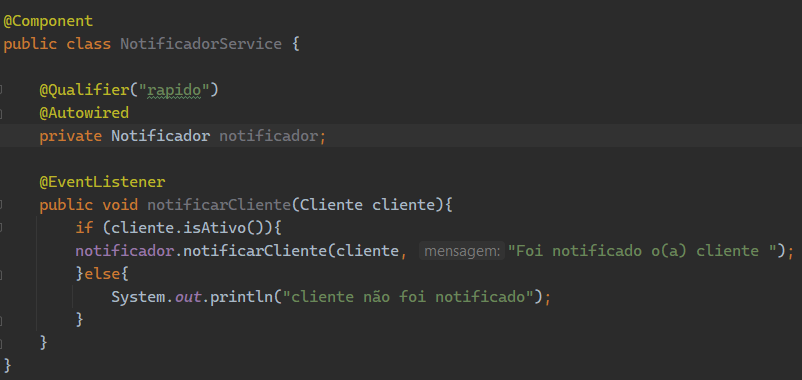 @Component
public class NotificadorService {
@Qualifier("rapido")
@Autowired
private Notificador notificador;
@EventListener
public void notificarCliente(Cliente cliente){
if (cliente.isAtivo()){
notificador.notificarCliente(cliente, mensagem: "Foi notificado o(a) cliente ");
}else{
System.out.println("cliente não foi notificado");
}
}
}